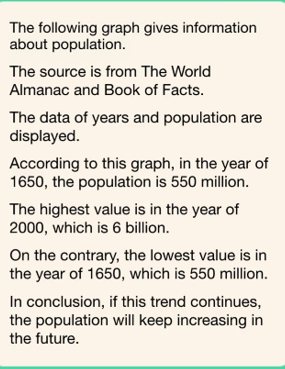 The following graph gives information
about population.
The source is from The World
Almanac and Book of Facts.
The data of years and population are
displayed.
According to this graph, in the year of
1650, the population is 550 million.
The highest value is in the year of
2000, which is 6 billion.
On the contrary, the lowest value is in
the year of 1650, which is 550 million.
In conclusion, if this trend continues,
the population will keep increasing in
the future.